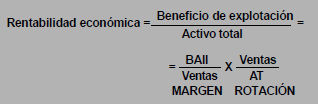 Rentabilidad económica = Beneficio de explotación =
Activo total
= BAII X Ventas
Ventas AT
MARGEN ROTACIÓN